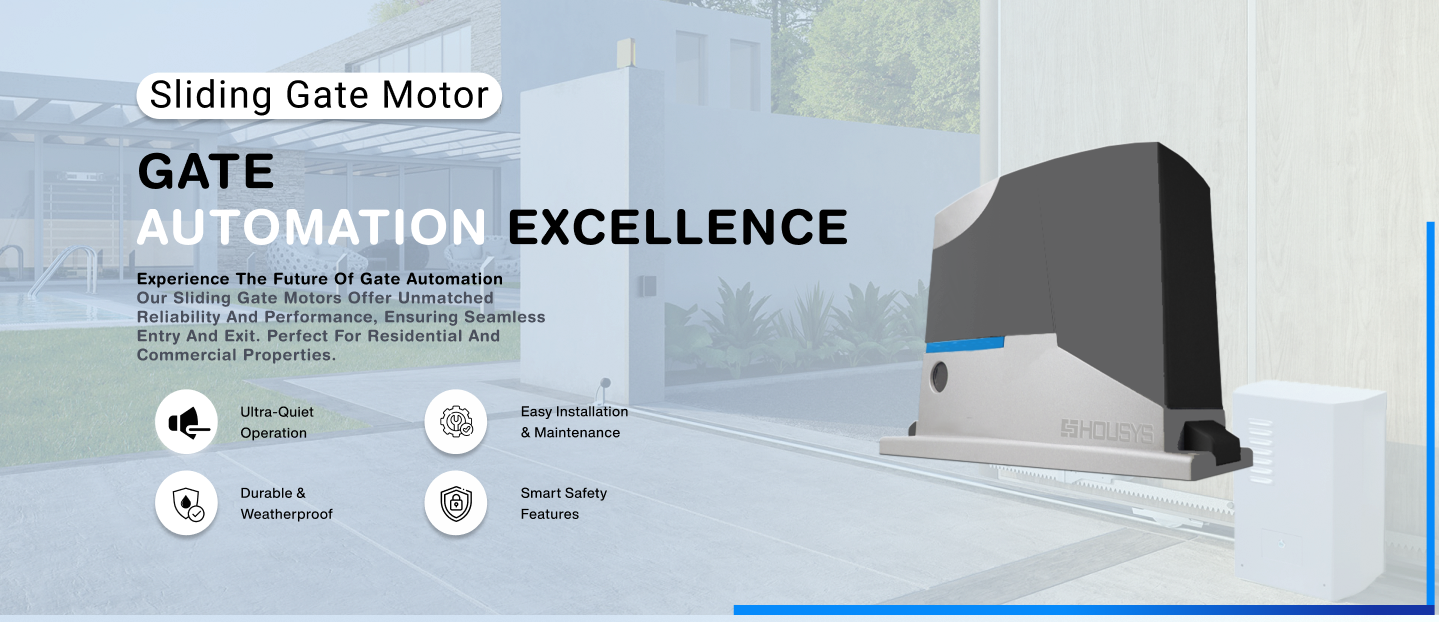 Sliding Gate Motor
GATE
AUTOMATION EXCELLENCE
Experience The Future Of Gate Automation
Our Sliding Gate Motors Offer Unmatched
Reliability And Performance, Ensuring Seamless
Entry And Exit. Perfect For Residential And
Commercial Properties.
Ultra-Quiet
Operation
Easy Installation
& Maintenance
Durable &
Weatherproof
Smart Safety
Features
HOUSYS